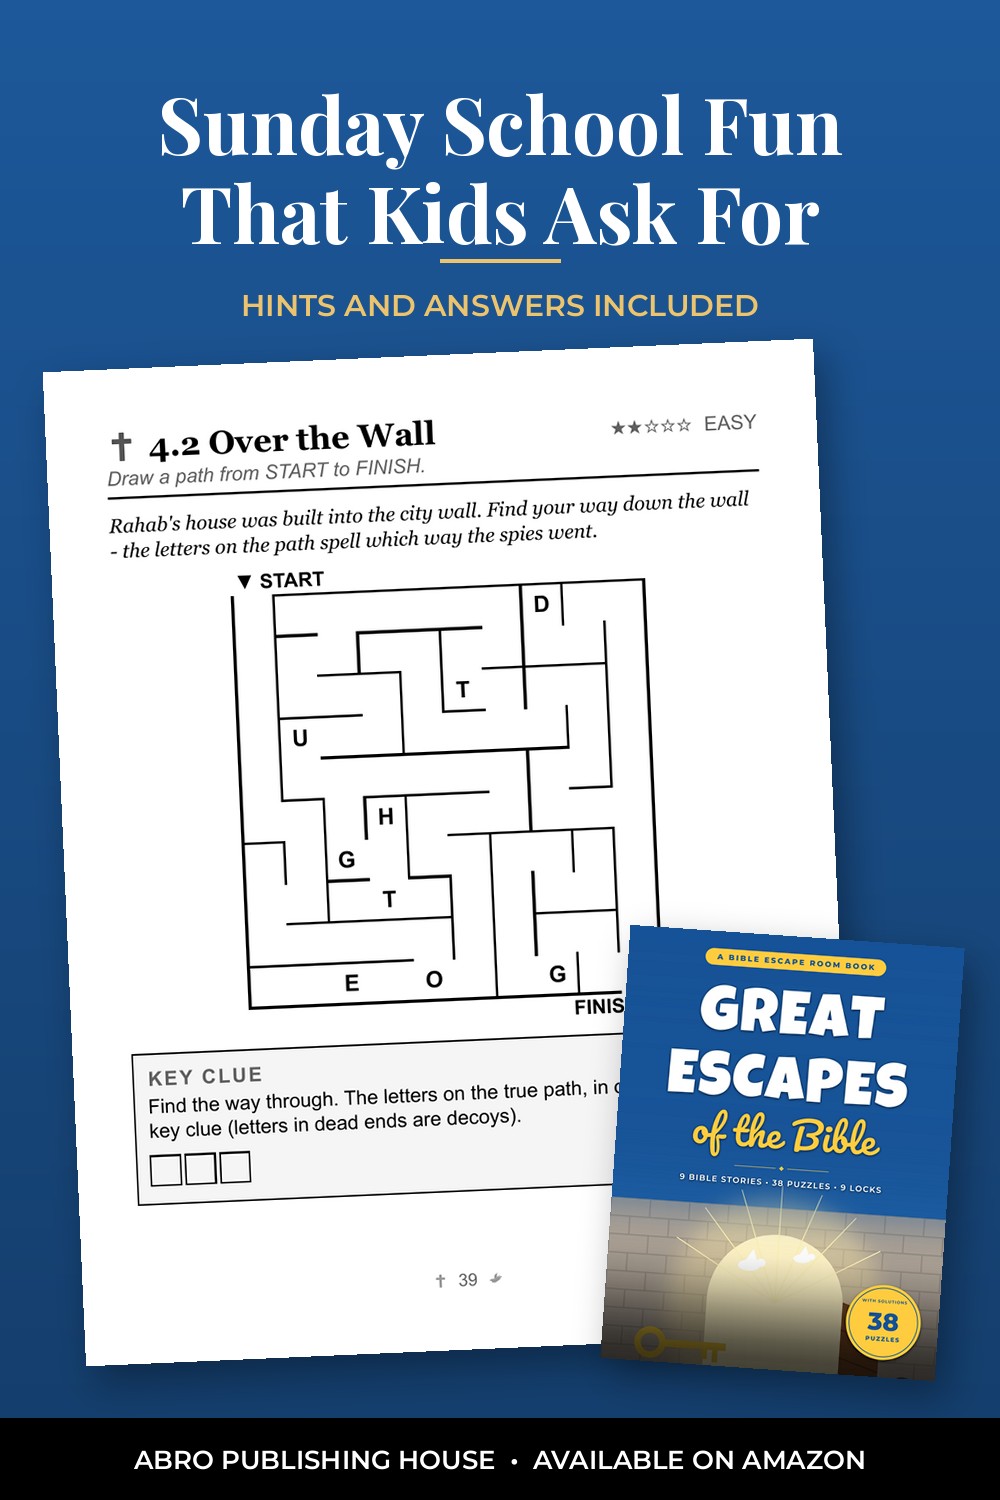 Sunday School Fun
That Kids Ask For
HINTS AND ANSWERS INCLUDED
✝ 4.2 Over the Wall
★★☆☆☆ EASY
Draw a path from START to FINISH.
Rahab's house was built into the city wall. Find your way down the wall
- the letters on the path spell which way the spies went.
▼ START
D
T
U
H
G
T
E O G
FINIS
KEY CLUE
Find the way through. The letters on the true path, in
key clue (letters in dead ends are decoys).
39
A BIBLE ESCAPE ROOM BOOK
GREAT
ESCAPES
of the Bible
9 BIBLE STORIES • 38 PUZZLES • 9 LOCKS
WITH SOLUTIONS
38
PUZZLES
ABRO PUBLISHING HOUSE • AVAILABLE ON AMAZON